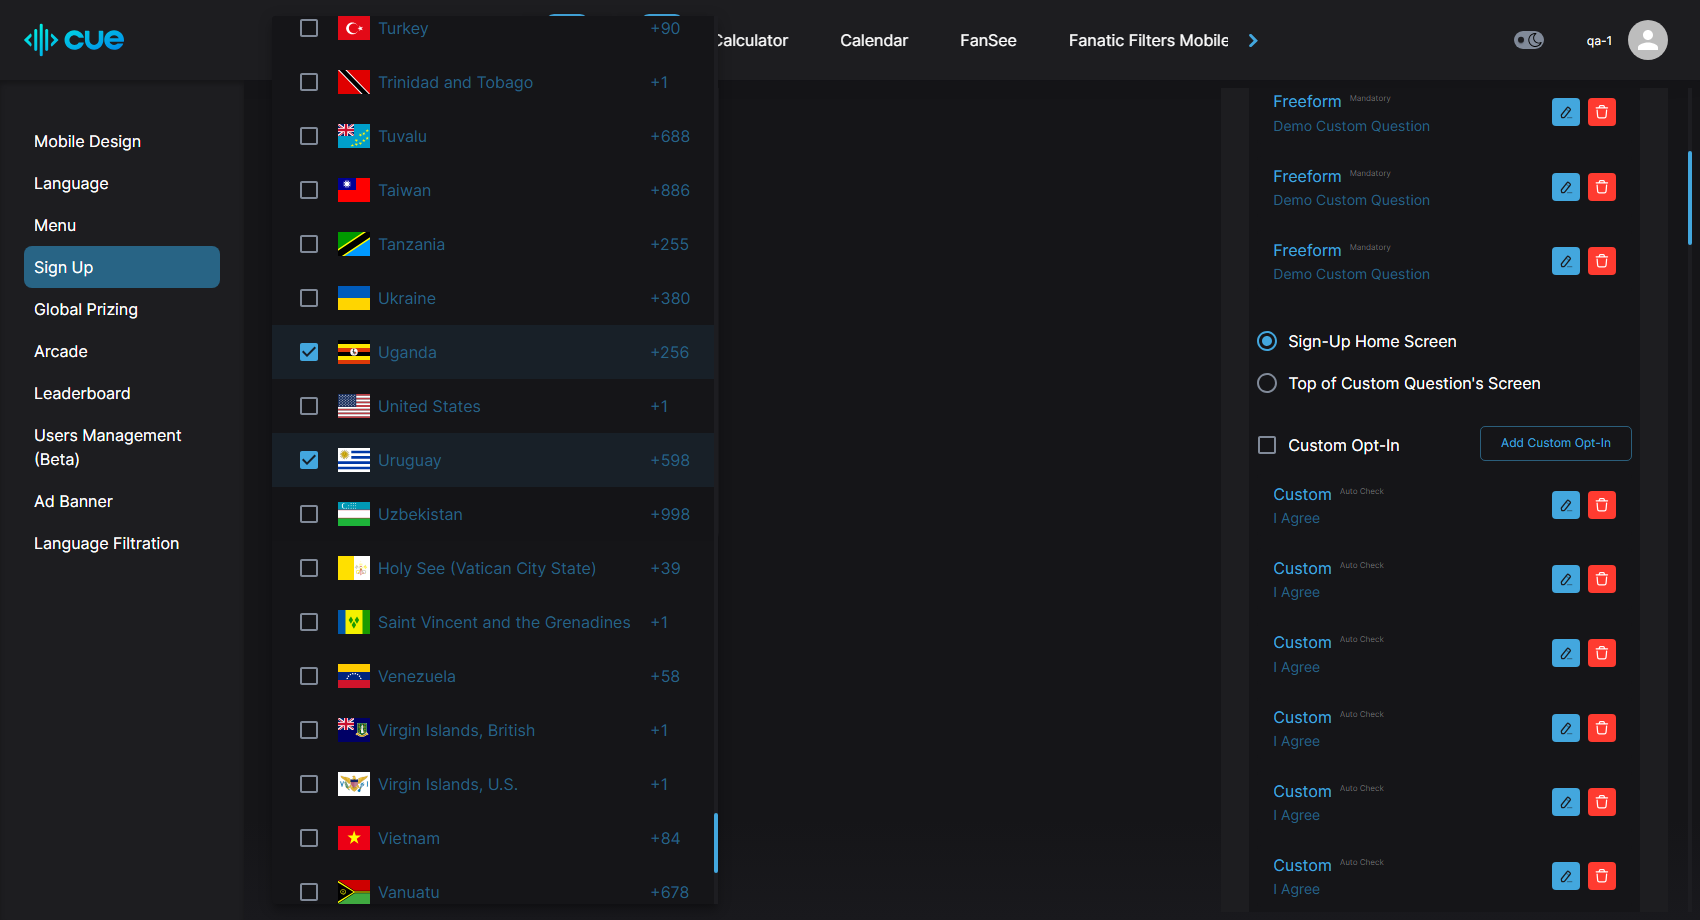 cue
Calculator
Calendar
FanSee
Fanatic Filters Mobile
qa-1
Mobile Design
Language
Menu
Sign Up
Global Prizing
Arcade
Leaderboard
Users Management
(Beta)
Ad Banner
Language Filtration
Turkey +90
Trinidad and Tobago +1
Tuvalu +688
Taiwan +886
Tanzania +255
Ukraine +380
Uganda +256
United States +1
Uruguay +598
Uzbekistan +998
Holy See (Vatican City State) +39
Saint Vincent and the Grenadines +1
Venezuela +58
Virgin Islands, British +1
Virgin Islands, U.S. +1
Vietnam +84
Vanuatu +678
Freeform Mandatory
Demo Custom Question
Freeform Mandatory
Demo Custom Question
Freeform Mandatory
Demo Custom Question
Sign-Up Home Screen
Top of Custom Question's Screen
Custom Opt-In
Add Custom Opt-In
Custom Auto Check
I Agree
Custom Auto Check
I Agree
Custom Auto Check
I Agree
Custom Auto Check
I Agree
Custom Auto Check
I Agree
Custom Auto Check
I Agree